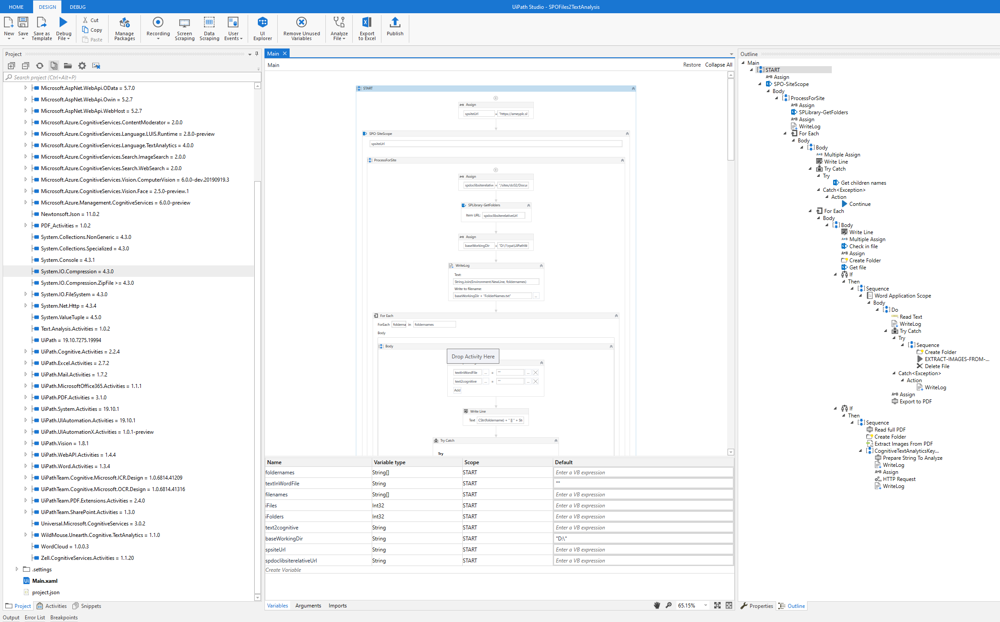 HOME DESIGN DEBUG
UiPath Studio - SPOFiles2TextAnalysis
New Save Save as Template Debug File
Cut
Copy
Paste
Manage Packages
Recording Screen Scraping Data Scraping User Events
UI Explorer
Remove Unused Variables
Analyze File
Export to Excel
Publish
Project
Search project (Ctrl+Alt+P)
Microsoft.AspNet.WebApi.OData = 5.7.0
Microsoft.AspNet.WebApi.Owin = 5.2.7
Microsoft.AspNet.WebApi.WebHost = 5.2.7
Microsoft.Azure.CognitiveServices.ContentModerator = 2.0.0
Microsoft.Azure.CognitiveServices.Language.LUIS.Runtime = 2.8.0-preview
Microsoft.Azure.CognitiveServices.Language.TextAnalytics = 4.0.0
Microsoft.Azure.CognitiveServices.Search.ImageSearch = 2.0.0
Microsoft.Azure.CognitiveServices.Search.WebSearch = 2.0.0
Microsoft.Azure.CognitiveServices.Vision.ComputerVision = 6.0.0-dev.20190919.3
Microsoft.Azure.CognitiveServices.Vision.Face = 2.5.0-preview.1
Microsoft.Azure.Management.CognitiveServices = 6.0.0-preview
Newtonsoft.Json = 11.0.2
PDF_Activities = 1.0.2
System.Collections.NonGeneric = 4.3.0
System.Collections.Specialized = 4.3.0
System.Console = 4.3.1
System.IO.Compression = 4.3.0
System.IO.Compression.ZipFile >= 4.3.0
System.IO.FileSystem = 4.3.0
System.Net.Http = 4.3.4
System.ValueTuple = 4.5.0
Text.Analysis.Activities = 1.0.2
UiPath = 19.10.7275.19994
UiPath.Cognitive.Activities = 2.2.4
UiPath.Excel.Activities = 2.7.2
UiPath.Mail.Activities = 1.7.2
UiPath.MicrosoftOffice365.Activities = 1.1.1
UiPath.PDF.Activities = 3.1.0
UiPath.System.Activities = 19.10.1
UiPath.UIAutomation.Activities = 19.10.1
UiPath.UIAutomationX.Activities = 1.0.1-preview
UiPath.Vision = 1.8.1
UiPath.WebAPI.Activities = 1.4.4
UiPath.Word.Activities = 1.3.4
UiPathTeam.Cognitive.Microsoft.ICR.Design = 1.0.6814.41209
UiPathTeam.Cognitive.Microsoft.OCR.Design = 1.0.6814.41316
UiPathTeam.PDF.Extensions.Activities = 2.4.0
UiPathTeam.SharePoint.Activities = 1.3.0
Universal.Microsoft.CognitiveServices = 3.0.2
WildMouse.Unearth.Cognitive.TextAnalytics = 1.1.0
WordCloud = 1.0.0.3
Zell.CognitiveServices.Activities = 1.1.20
.settings
Main.xaml
project.json
Project Activities Snippets
Output Error List Breakpoints
Main
Main
Restore Collapse All
START
A+B Assign
spsiteUrl = "https://ameyplc.sl
SPO-SiteScope
spsiteUrl
ProcessForSite
A+B Assign
spdoclibsiterelative = "/sites/dc02/Docu
SPLibrary-GetFolders
Item URL: spdoclibsiterelativeUrl
A+B Assign
baseWorkingDir = "D:\1\rpa\UiPathW
WriteLog
Text:
String.Join(Environment.NewLine, foldernames)
Write to filename:
baseWorkingDir + "FolderNames.txt" ...
For Each
ForEach folderna in foldernames
Body
Body
Drop Activity Here
textInWordFile ... = "" ...
text2cognitive ... = "" ...
Add
Write Line
Text CStr(foldername) + " || " + Str
Try Catch
Try
Name Variable type Scope Default
foldernames String[] START Enter a VB expression
textInWordFile String START ""
filenames String[] START Enter a VB expression
iFiles Int32 START Enter a VB expression
iFolders Int32 START Enter a VB expression
text2cognitive String START Enter a VB expression
baseWorkingDir String START "D:\"
spsiteUrl String START Enter a VB expression
spdoclibsiterelativeUrl String START Enter a VB expression
Create Variable
Variables Arguments Imports
65.15%
Outline
Main
START
A+B Assign
SPO-SiteScope
Body
ProcessForSite
A+B Assign
SPLibrary-GetFolders
A+B Assign
WriteLog
For Each
Body
Body
A+B Multiple Assign
Write Line
Try Catch
Try
Get children names
Catch<Exception>
Action
Continue
For Each
Body
Body
Write Line
A+B Multiple Assign
Check in file
A+B Assign
Create Folder
Get file
If
Then
Sequence
Word Application Scope
Body
Do
Read Text
WriteLog
Try Catch
Try
Sequence
Create Folder
EXTRACT-IMAGES-FROM-...
Delete File
Catch<Exception>
Action
WriteLog
A+B Assign
Export to PDF
If
Then
Sequence
Read full PDF
Create Folder
Extract Images From PDF
CognitiveTextAnalyticsKey...
Prepare String To Analyze
WriteLog
A+B Assign
HTTP Request
WriteLog
Properties Outline